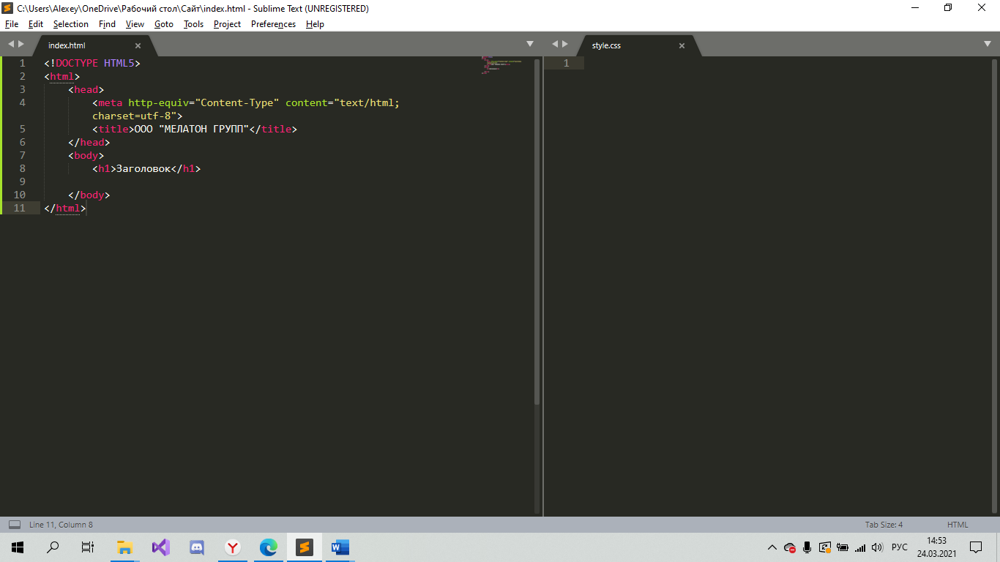 C:\Users\Alexey\OneDrive\Рабочий стол\Сайт\index.html - Sublime Text (UNREGISTERED)
File Edit Selection Find View Goto Tools Project Preferences Help
index.html
style.css
1 <!DOCTYPE HTML5>
2 <html>
3 <head>
4 <meta http-equiv="Content-Type" content="text/html;
charset=utf-8">
5 <title>ООО "МЕЛАТОН ГРУПП"</title>
6 </head>
7 <body>
8 <h1>Заголовок</h1>
9
10 </body>
11 </html>
1
Line 11, Column 8
Tab Size: 4
HTML
РУС
14:53
24.03.2021